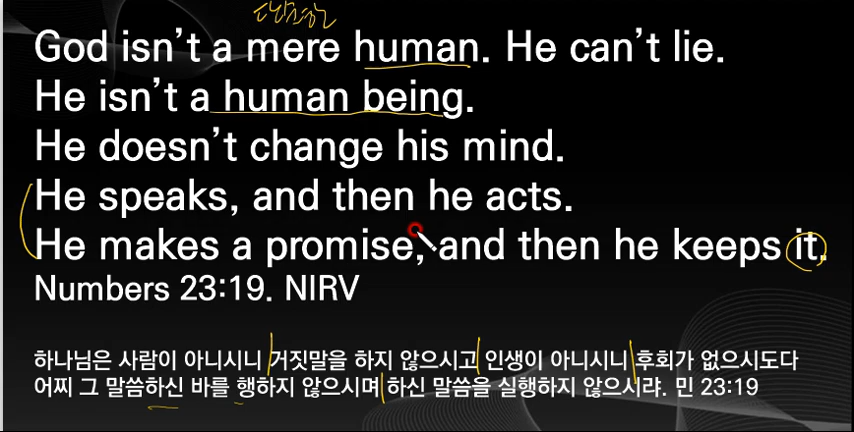 God isn't a mere human. He can't lie.
He isn't a human being.
He doesn't change his mind.
He speaks, and then he acts.
He makes a promise, and then he keeps it.
Numbers 23:19. NIRV
하나님은 사람이 아니시니 거짓말을 하지 않으시고 인생이 아니시니 후회가 없으시도다
어찌 그 말씀하신 바를 행하지 않으시며 하신 말씀을 실행하지 않으시랴. 민 23:19